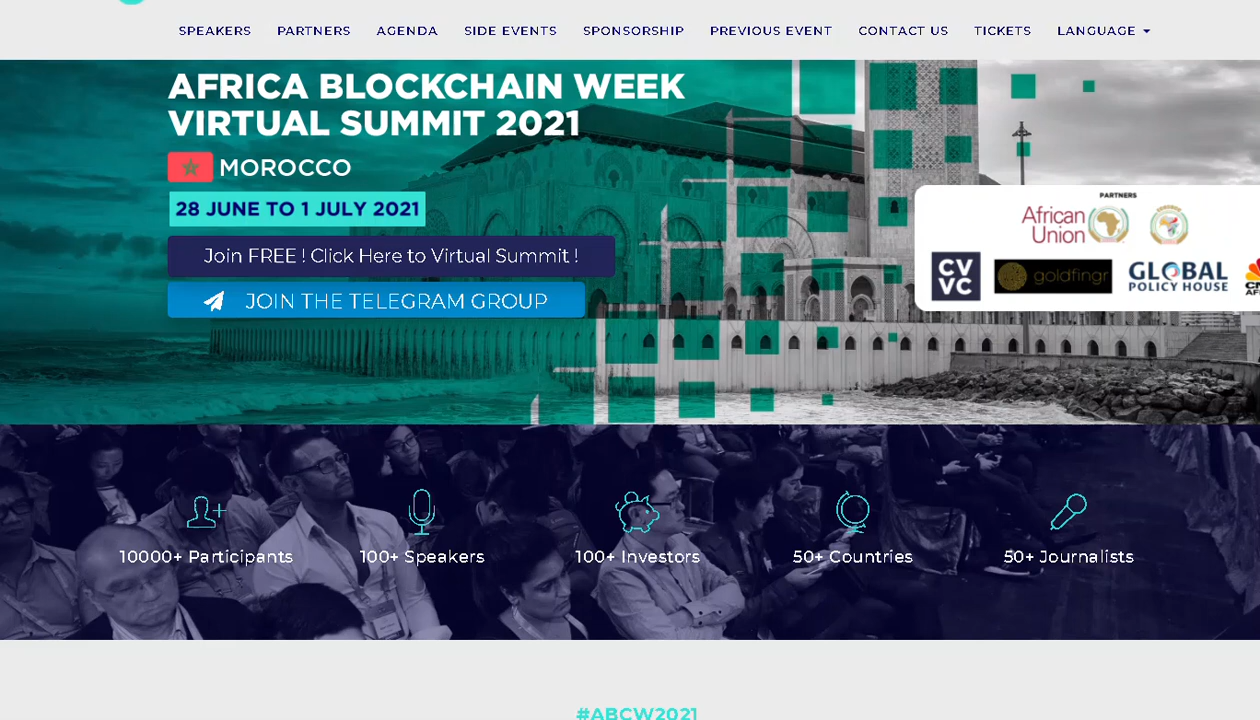 SPEAKERS PARTNERS AGENDA SIDE EVENTS SPONSORSHIP PREVIOUS EVENT CONTACT US TICKETS LANGUAGE
AFRICA BLOCKCHAIN WEEK
VIRTUAL SUMMIT 2021
MOROCCO
28 JUNE TO 1 JULY 2021
Join FREE ! Click Here to Virtual Summit !
JOIN THE TELEGRAM GROUP
PARTNERS
African
Union
CV
VC
goldfingr
GLOBAL
POLICY HOUSE
10000+ Participants
100+ Speakers
100+ Investors
50+ Countries
50+ Journalists
#ABCW2021